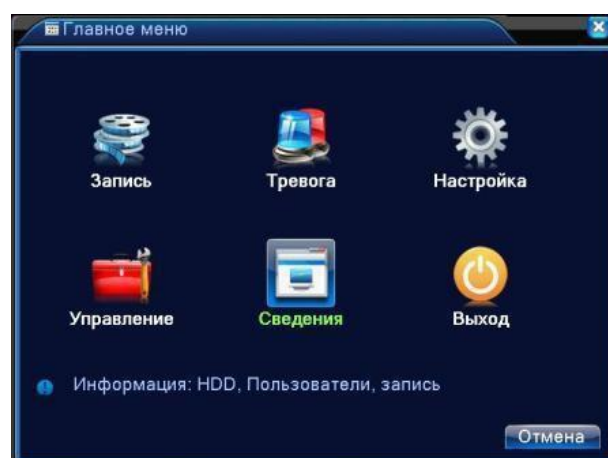 Главное меню
Запись Тревога Настройка
Управление Сведения Выход
Информация: HDD, Пользователи, запись
Отмена